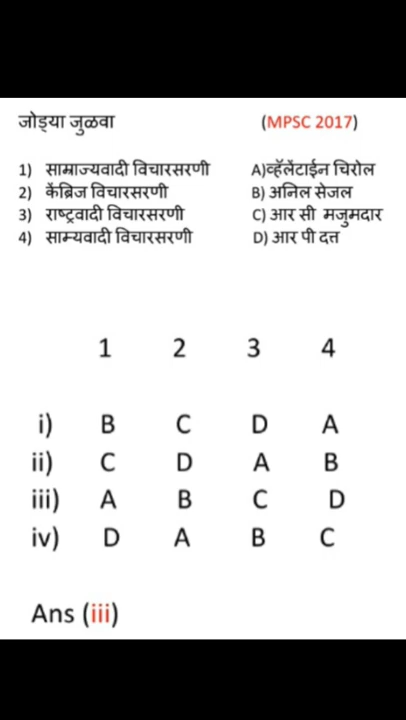 जोड्या जुळवा (MPSC 2017)
1) साम्राज्यवादी विचारसरणी A)व्हॅलेंटाईन चिरोल
2) केंब्रिज विचारसरणी B) अनिल सेजल
3) राष्ट्रवादी विचारसरणी C) आर सी मजुमदार
4) साम्यवादी विचारसरणी D) आर पी दत्त
1 2 3 4
i) B C D A
ii) C D A B
iii) A B C D
iv) D A B C
Ans (iii)